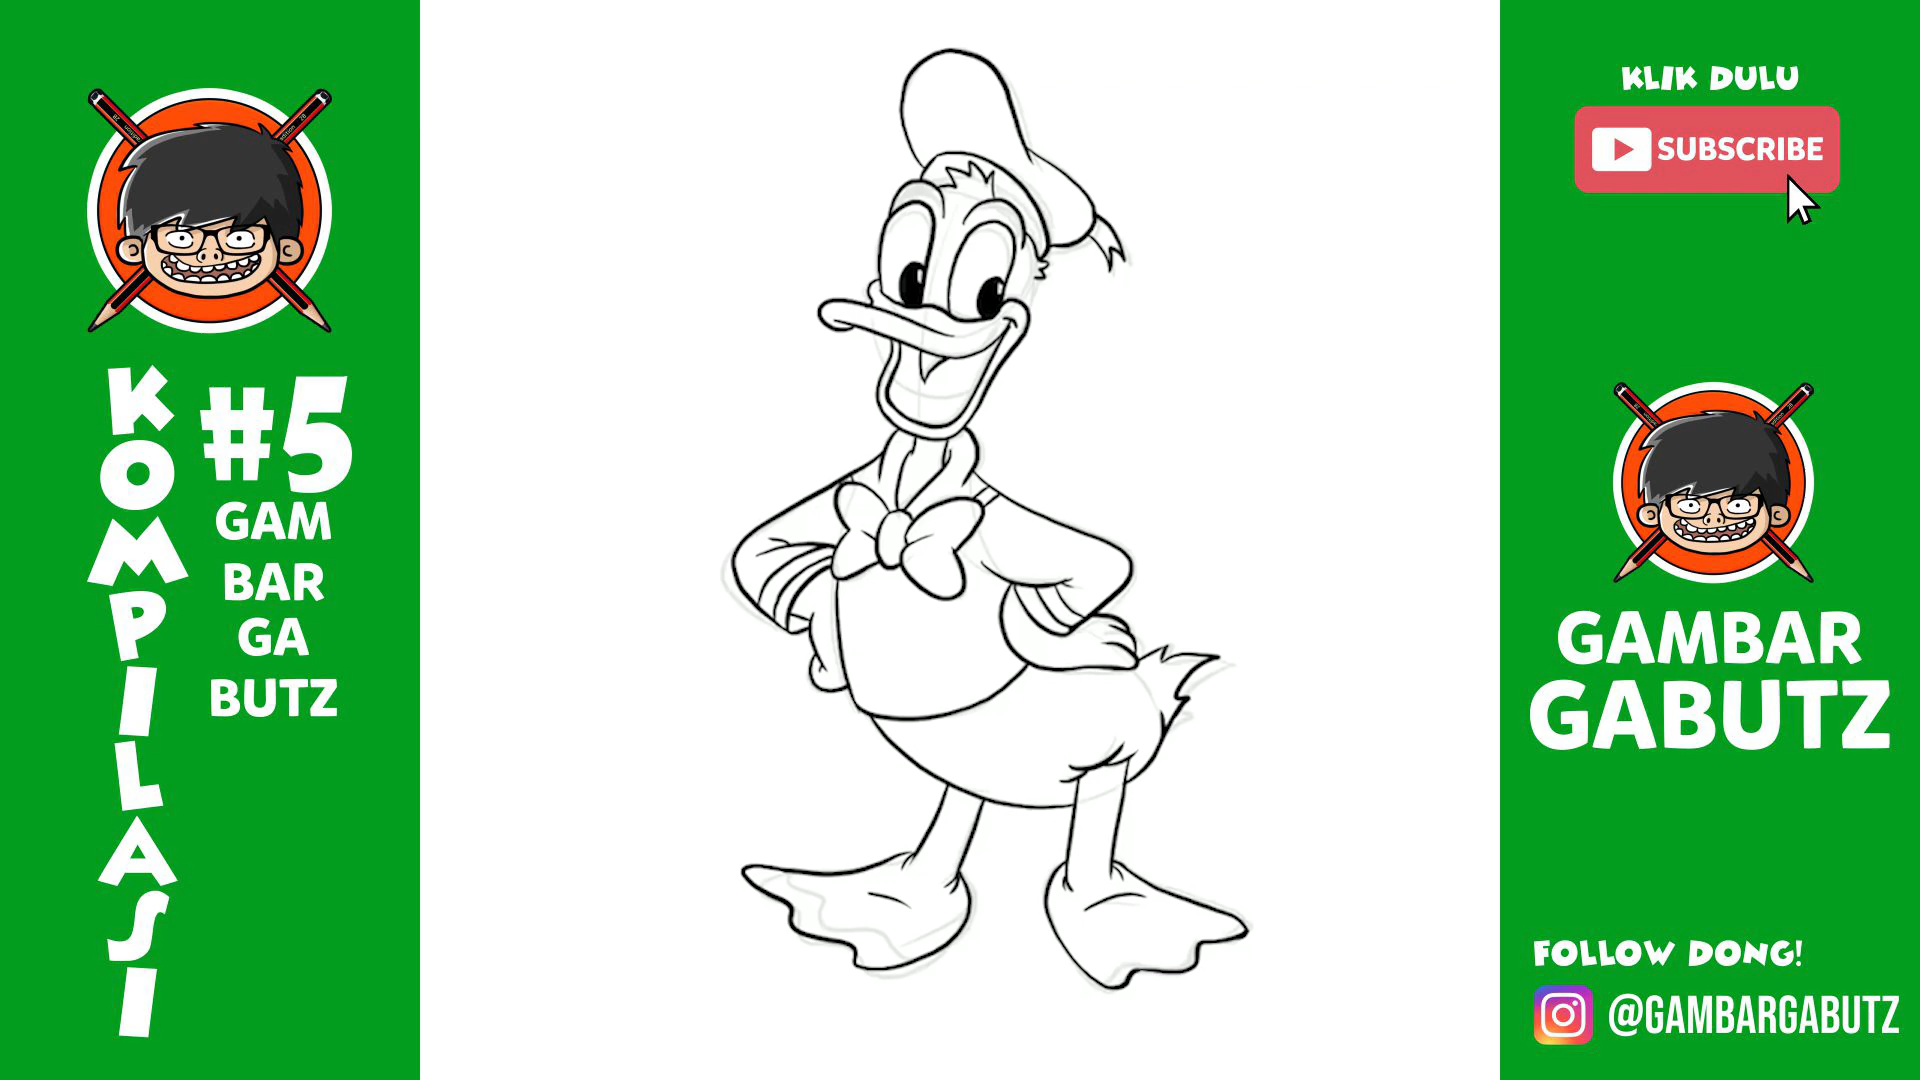 KOMPILASI
#5
GAM
BAR
GA
BUTZ
KLIK DULU
SUBSCRIBE
GAMBAR
GABUTZ
FOLLOW DONG!
@GAMBARGABUTZ